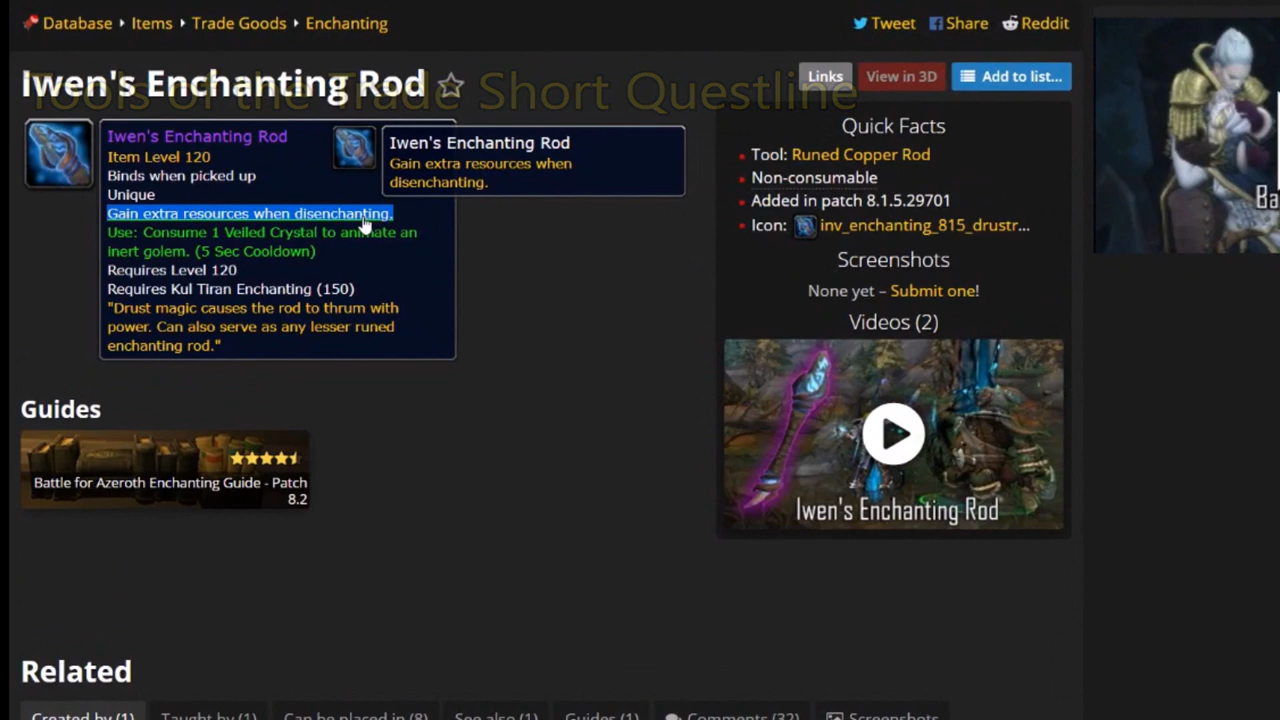 Database › Items › Trade Goods › Enchanting
Tweet Share Reddit
Iwen's Enchanting Rod
Tools of the Trade Short Questline
Links View in 3D Add to list...
Iwen's Enchanting Rod
Item Level 120
Binds when picked up
Unique
Gain extra resources when disenchanting.
Use: Consume 1 Veiled Crystal to animate an
inert golem. (5 Sec Cooldown)
Requires Level 120
Requires Kul Tiran Enchanting (150)
"Drust magic causes the rod to thrum with
power. Can also serve as any lesser runed
enchanting rod."
Iwen's Enchanting Rod
Gain extra resources when
disenchanting.
Quick Facts
Tool: Runed Copper Rod
Non-consumable
Added in patch 8.1.5.29701
Icon: inv_enchanting_815_drustr...
Screenshots
None yet – Submit one!
Videos (2)
Iwen's Enchanting Rod
Ba
Guides
Battle for Azeroth Enchanting Guide - Patch
8.2
Related
Created by (1) Taught by (1) Can be placed in (8) See also (1) Guides (1) Comments (32) Screenshots